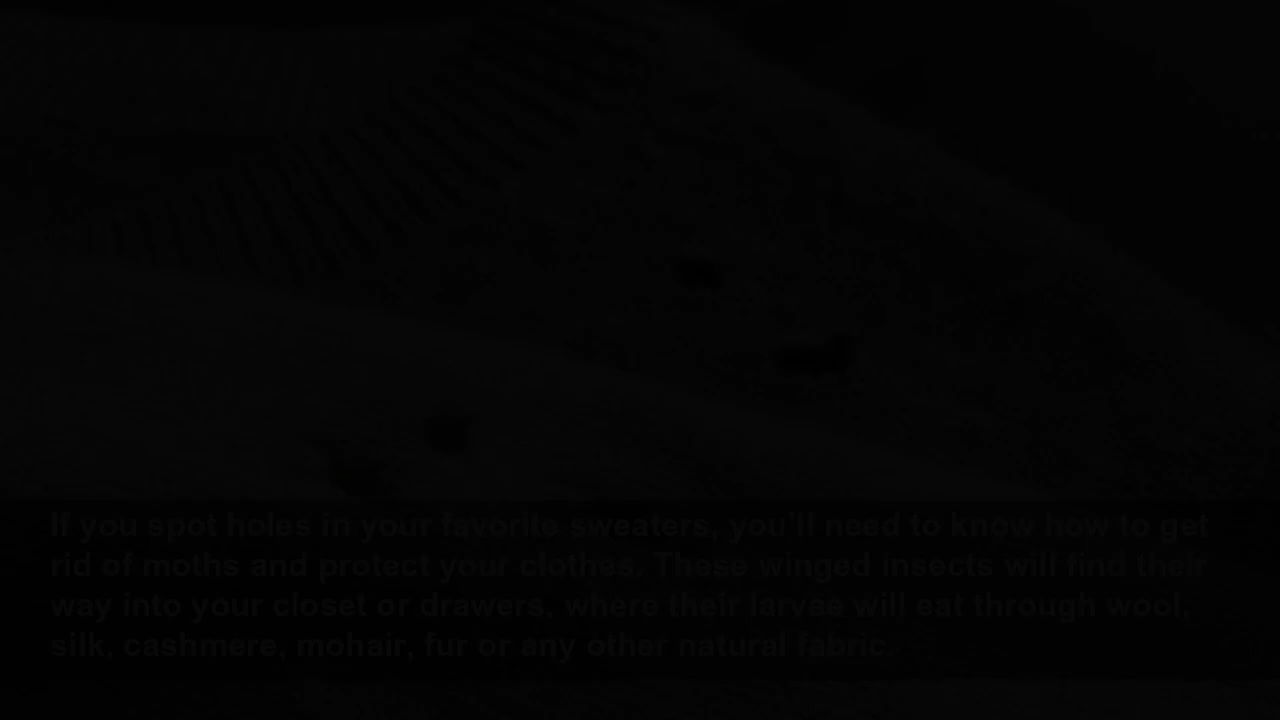 If you spot holes in your favorite sweaters, you'll need to know how to get
rid of moths and protect your clothes. These winged insects will find their
way into your closet or drawers, where their larvae will eat through wool,
silk, cashmere, mohair, fur or any other natural fabric.